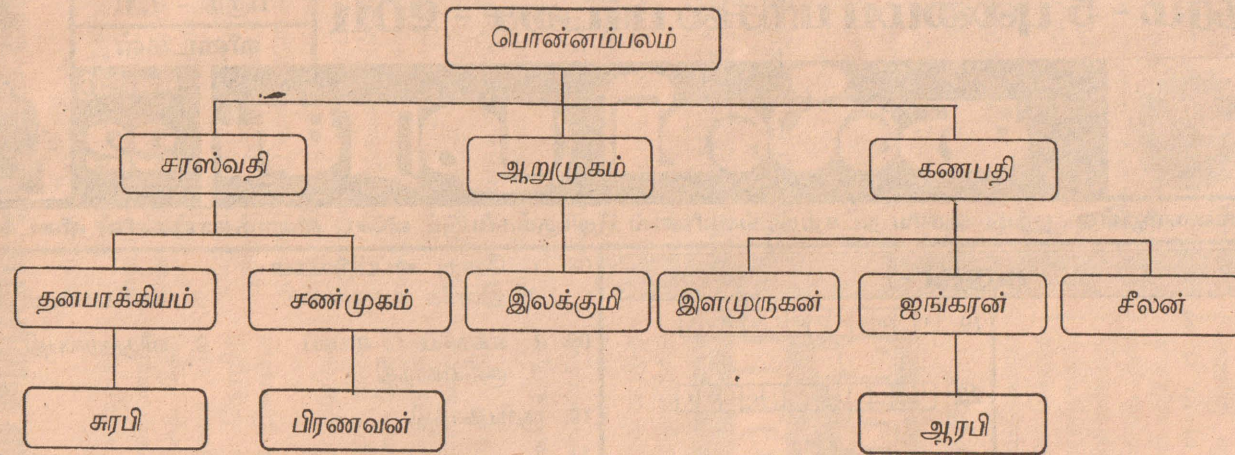 பொன்னம்பலம்
சரஸ்வதி ஆறுமுகம் கணபதி
தனபாக்கியம் சண்முகம் இலக்குமி இளமுருகன் ஐங்கரன் சீலன்
சுரபி பிரணவன் ஆரபி